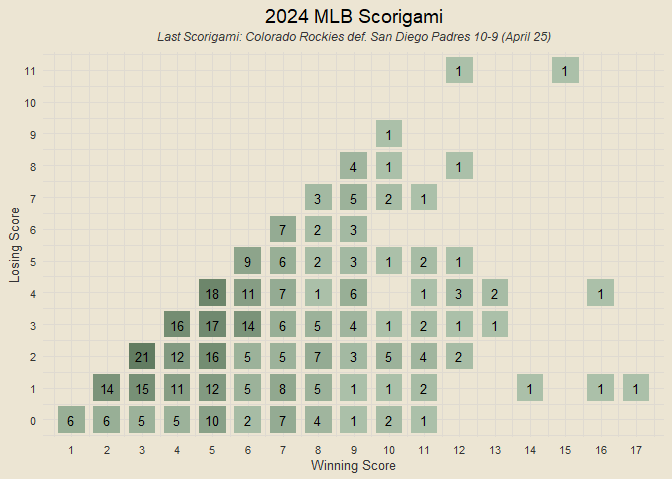 2024 MLB Scorigami
Last Scorigami: Colorado Rockies def. San Diego Padres 10-9 (April 25)
11 1 1
10
9 1
8 4 1 1
7 3 5 2 1
6 7 2 3
5 9 6 2 3 1 2 1
4 18 11 7 1 6 1 3 2 1
3 16 17 14 6 5 4 1 2 1 1
2 21 12 16 5 5 7 3 5 4 2
1 14 15 11 12 5 8 5 1 1 2 1 1 1
0 6 6 5 5 10 2 7 4 1 2 1
1 2 3 4 5 6 7 8 9 10 11 12 13 14 15 16 17
Winning Score
Losing Score